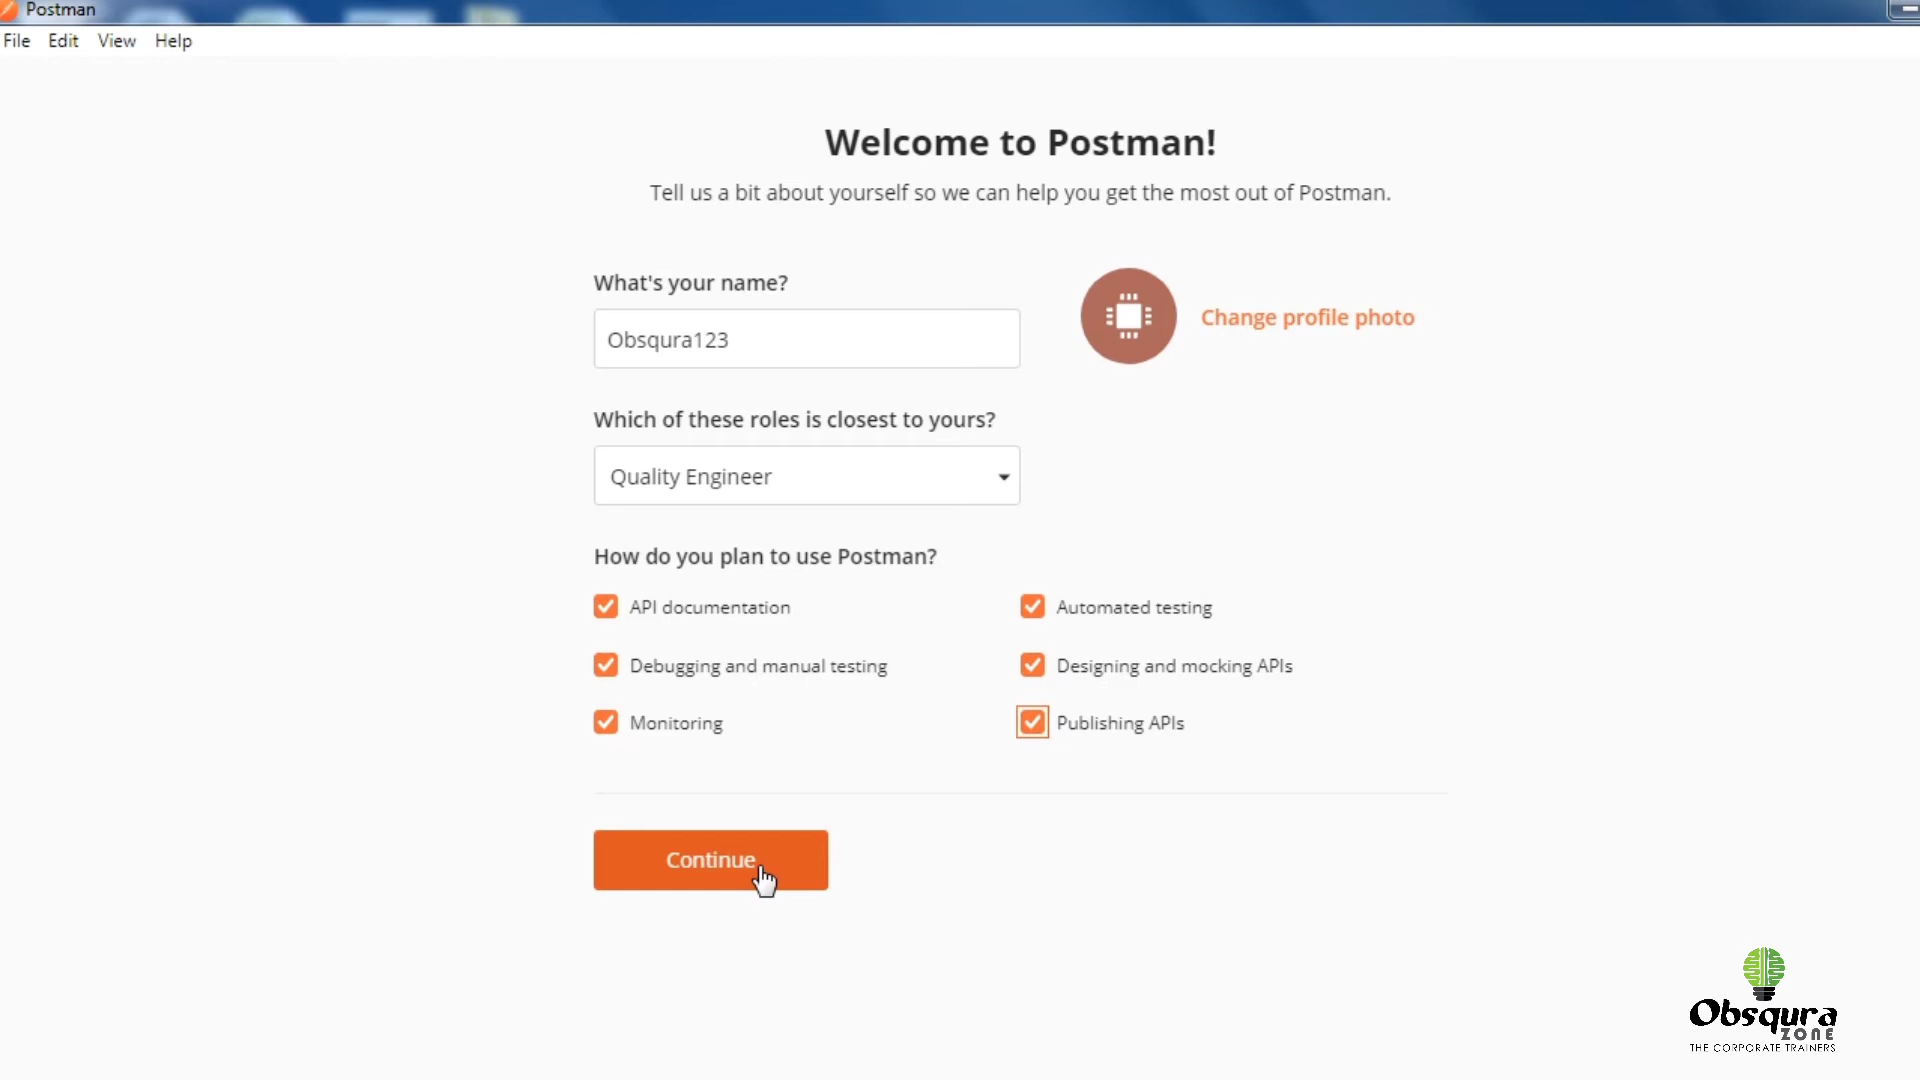 Postman
File Edit View Help
Welcome to Postman!
Tell us a bit about yourself so we can help you get the most out of Postman.
What's your name?
Obsqura123
Change profile photo
Which of these roles is closest to yours?
Quality Engineer
How do you plan to use Postman?
API documentation
Automated testing
Debugging and manual testing
Designing and mocking APIs
Monitoring
Publishing APIs
Continue
Obsqura
ZONE
THE CORPORATE TRAINERS